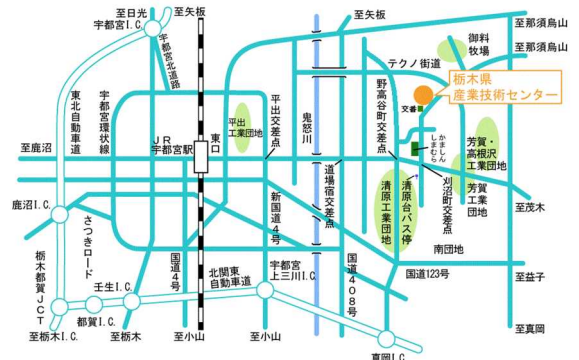 至日光
宇都宮I.C.
至矢板
宇都宮北道路
至矢板
至那須烏山
御料
牧場
至那須烏山
テクノ街道
栃木県
産業技術センター
交番
東北自動車道
宇都宮環状線
平出
工業団地
平出交差点
鬼怒川
野高谷町交差点
かましん
しまむら
芳賀・
高根沢
工業団地
至鹿沼
JR
宇都宮駅
東口
道場宿交差点
清原工業団地
清原台バス停
刈沼町交差点
芳賀
工業
団地
至茂木
鹿沼I.C.
さつきロード
新国道4号
南団地
国道123号
至益子
栃木都賀JCT
壬生I.C.
都賀I.C.
国道4号
北関東
自動車道
宇都宮
上三川I.C.
国道408号
至栃木I.C.
至栃木
至小山
至小山
真岡I.C.
至真岡